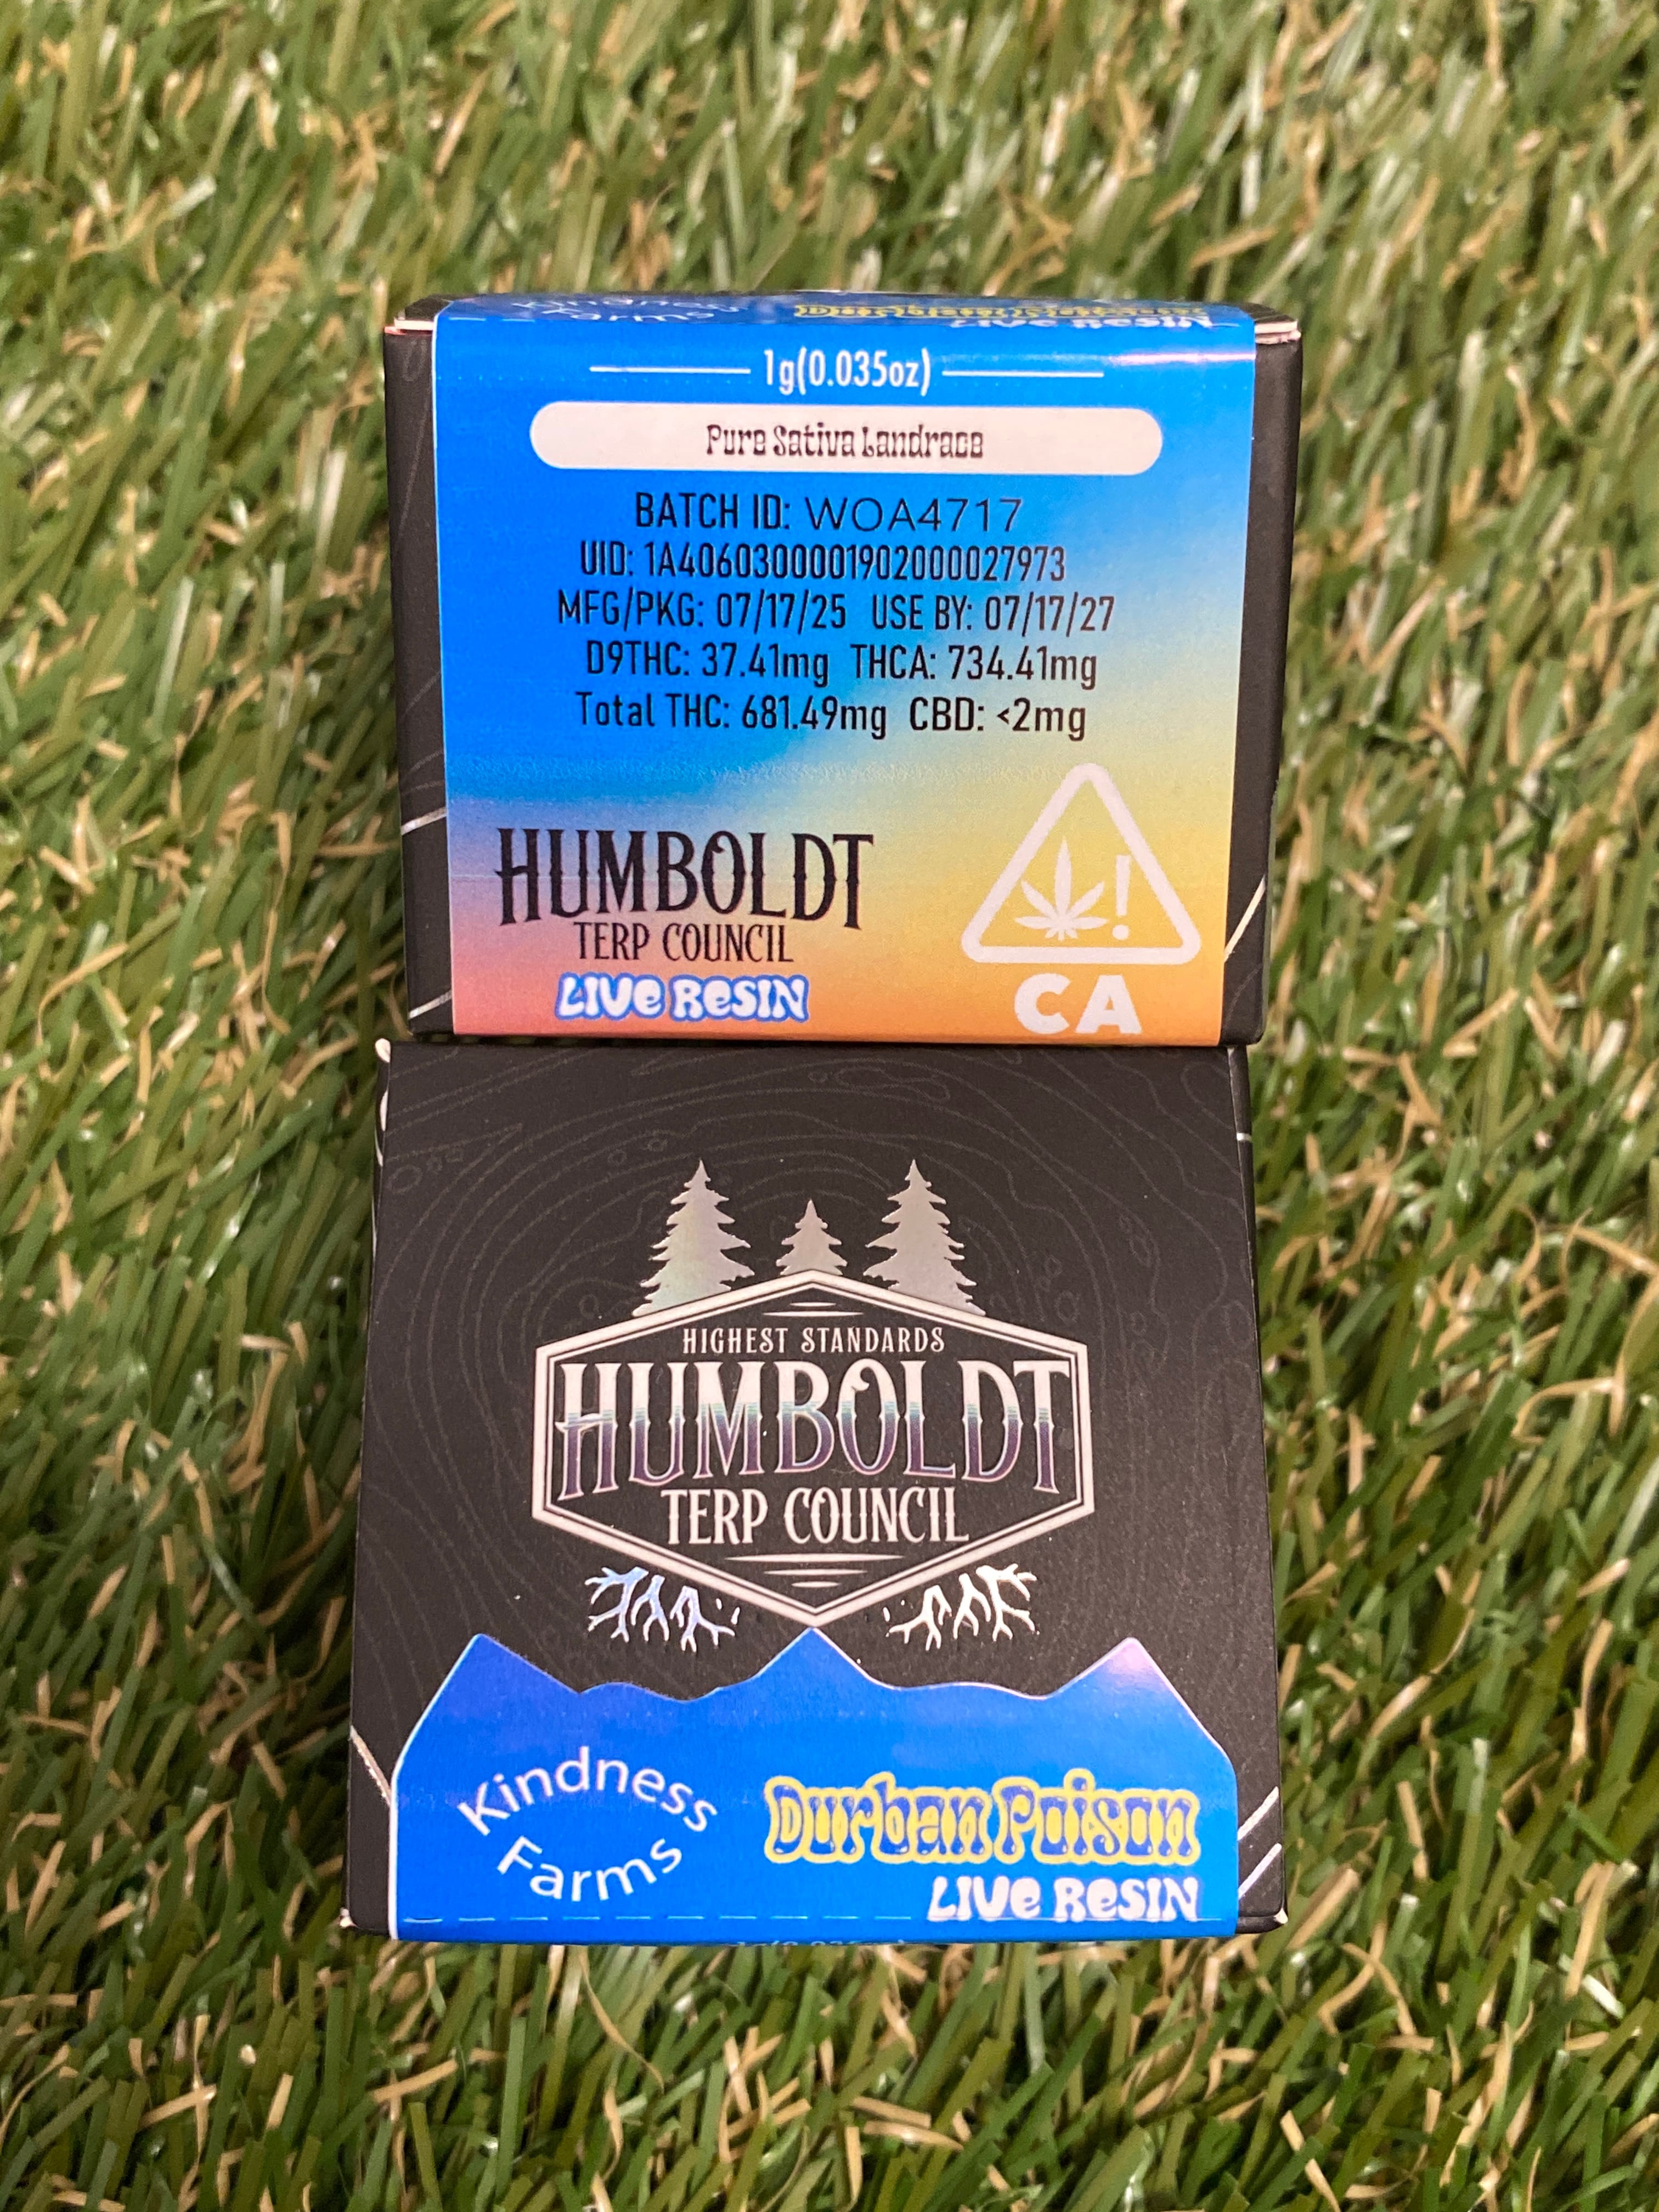 Kindness
Farms
1g(0.035oz)
Pure Sativa Landrace
BATCH ID: WOA4717
UID: 1A4060300001902000027973
MFG/PKG: 07/17/25 USE BY: 07/17/27
D9THC: 37.41mg THCA: 734.41mg
Total THC: 681.49mg CBD: <2mg
HUMBOLDT
TERP COUNCIL
LIVE RESIN
!
CA
HIGHEST STANDARDS
HUMBOLDT
TERP COUNCIL
Kindness
Farms
Durban Poison
LIVE RESIN